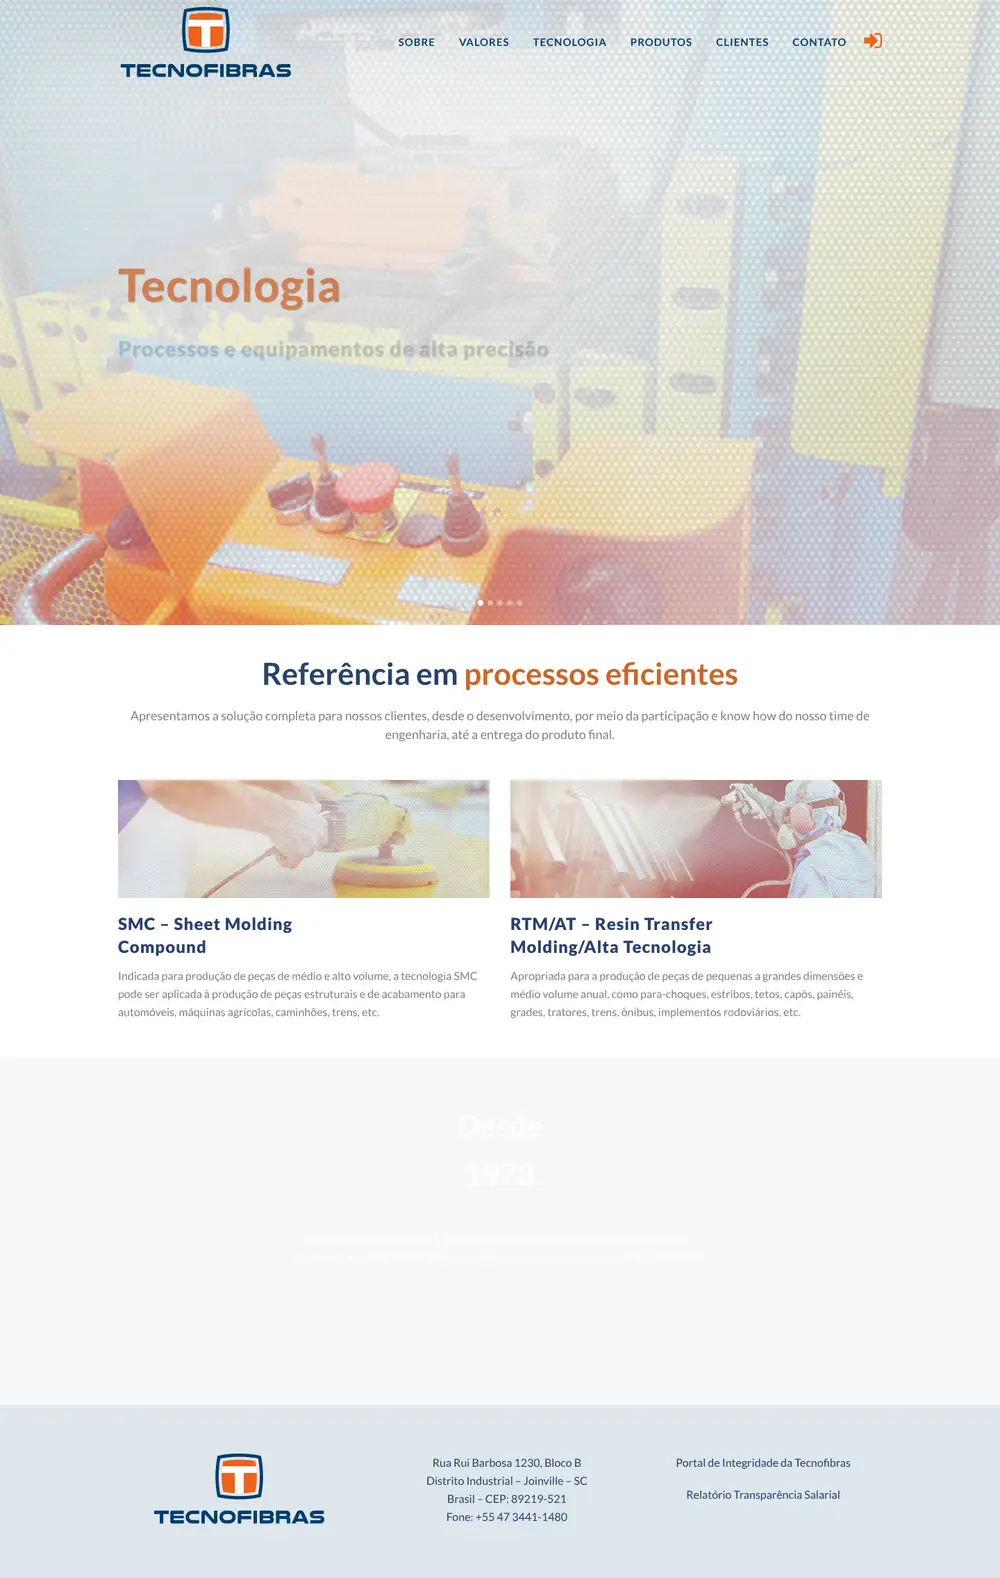 TECNOFIBRAS
SOBRE VALORES TECNOLOGIA PRODUTOS CLIENTES CONTATO
Tecnologia
Processos e equipamentos de alta precisão
Referência em processos eficientes
Apresentamos a solução completa para nossos clientes, desde o desenvolvimento, por meio da participação e know how do nosso time de
engenharia, até a entrega do produto final.
SMC – Sheet Molding
Compound
Indicada para produção de peças de médio e alto volume, a tecnologia SMC
pode ser aplicada à produção de peças estruturais e de acabamento para
automóveis, máquinas agrícolas, caminhões, trens, etc.
RTM/AT – Resin Transfer
Molding/Alta Tecnologia
Apropriada para a produção de peças de pequenas a grandes dimensões e
médio volume anual, como para-choques, estribos, tetos, capôs, painéis,
grades, tratores, trens, ônibus, implementos rodoviários, etc.
Desde
1978
TECNOFIBRAS
Rua Rui Barbosa 1230, Bloco B
Distrito Industrial – Joinville – SC
Brasil – CEP: 89219-521
Fone: +55 47 3441-1480
Portal de Integridade da Tecnofibras
Relatório Transparência Salarial